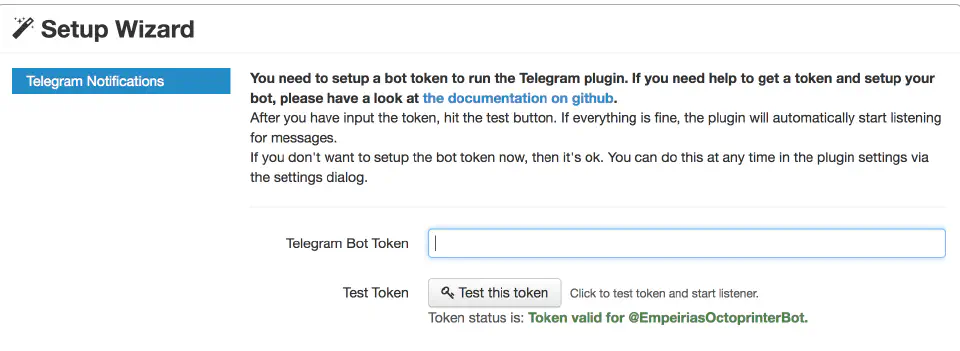 Setup Wizard
Telegram Notifications
You need to setup a bot token to run the Telegram plugin. If you need help to get a token and setup your
bot, please have a look at the documentation on github.
After you have input the token, hit the test button. If everything is fine, the plugin will automatically start listening
for messages.
If you don't want to setup the bot token now, then it's ok. You can do this at any time in the plugin settings via
the settings dialog.
Telegram Bot Token
Test Token Test this token Click to test token and start listener.
Token status is: Token valid for @EmpeiriasOctoprinterBot.